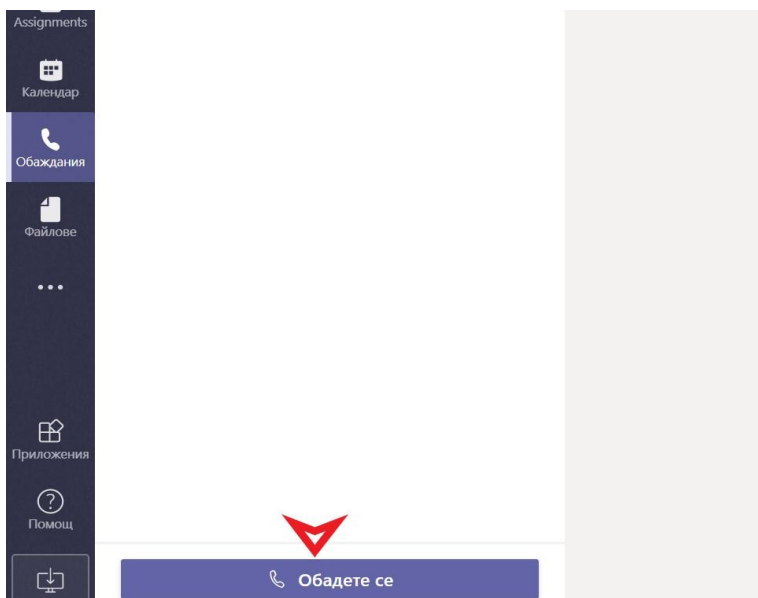 Assignments
Календар
Обаждания
Файлове
Приложения
Помощ
Обадете се